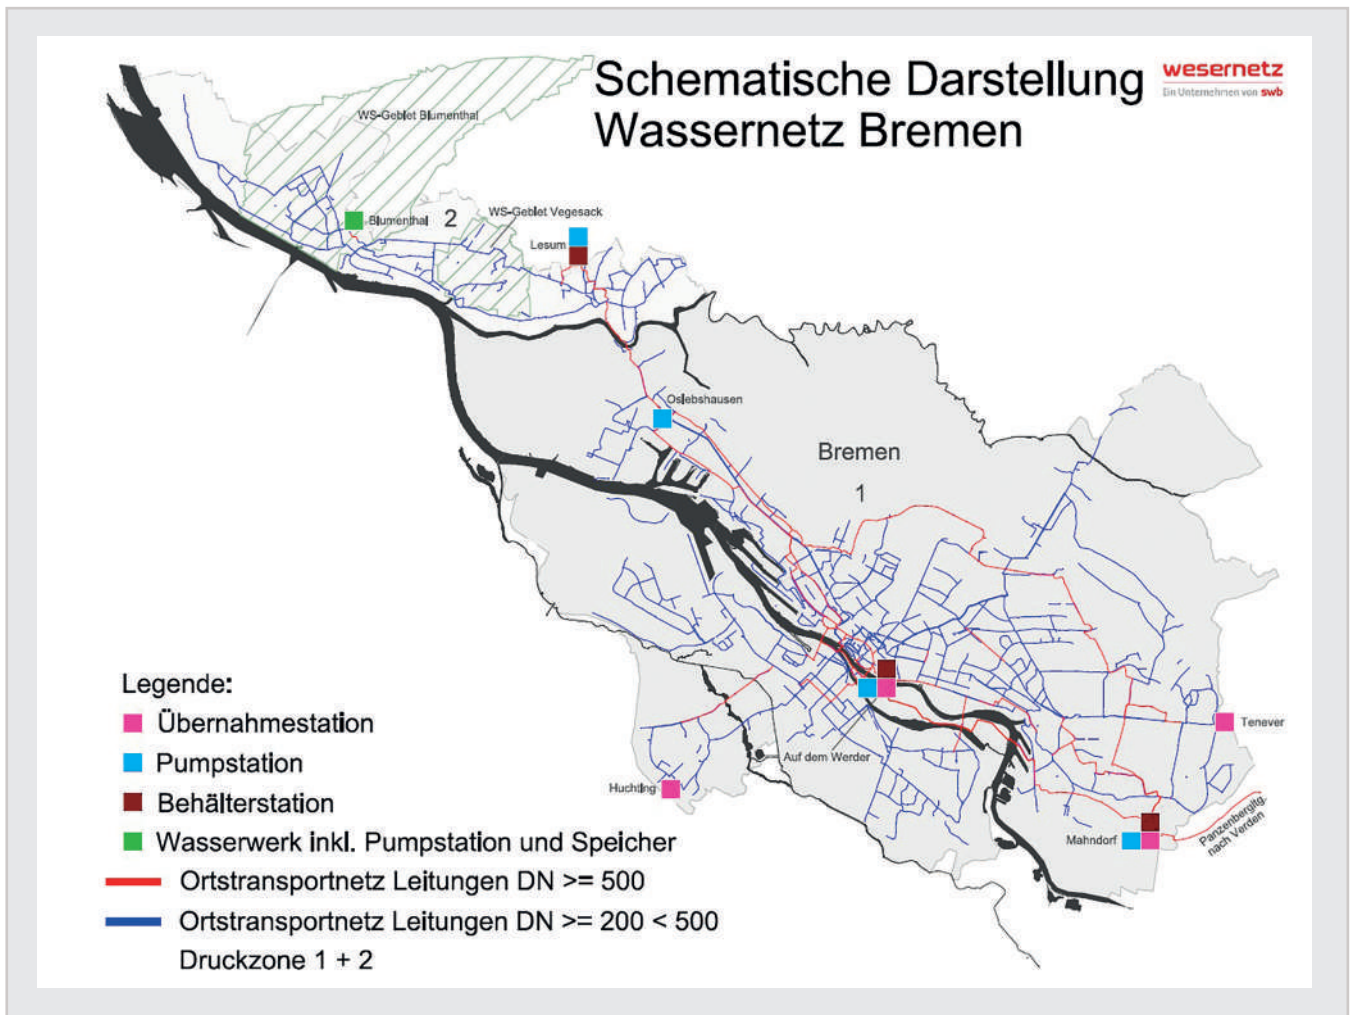 Schematische Darstellung
Wassernetz Bremen
wesernetz
Ein Unternehmen von swb
WS-Gebiet Blumenthal
Blumenthal
2
WS-Gebiet Vegesack
Lesum
Oslebshausen
Bremen
1
Auf dem Werder
Huchting
Tenever
Mahndorf
Panzenbergltg.
nach Verden
Legende:
Übernahmestation
Pumpstation
Behälterstation
Wasserwerk inkl. Pumpstation und Speicher
Ortstransportnetz Leitungen DN >= 500
Ortstransportnetz Leitungen DN >= 200 < 500
Druckzone 1 + 2